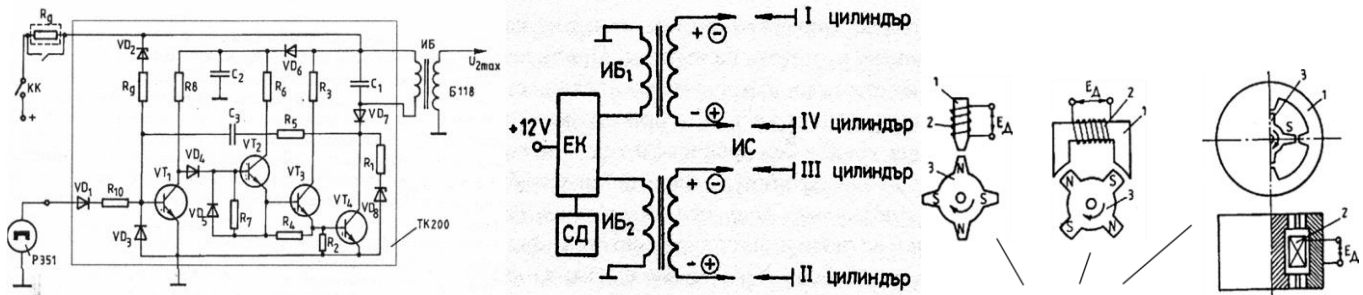 Rg
КК
+
VD2
Rg
R8
C2
VD6
R6
R3
C1
VD7
ИБ
U2max
Б118
C3
R5
VT2
VD4
VT1
VT3
VT4
R1
VD8
VD1
R10
VD3
VD5
R7
R4
R2
P351
TK200
ИБ1
+12V
ЕК
СД
ИБ2
ИС
+ −
I цилиндър
− +
IV цилиндър
+ −
III цилиндър
− +
II цилиндър
1
2
3
EД
N
S
S
N
EД
2
1
N
S
N
S
3
3
1
S
2
EД